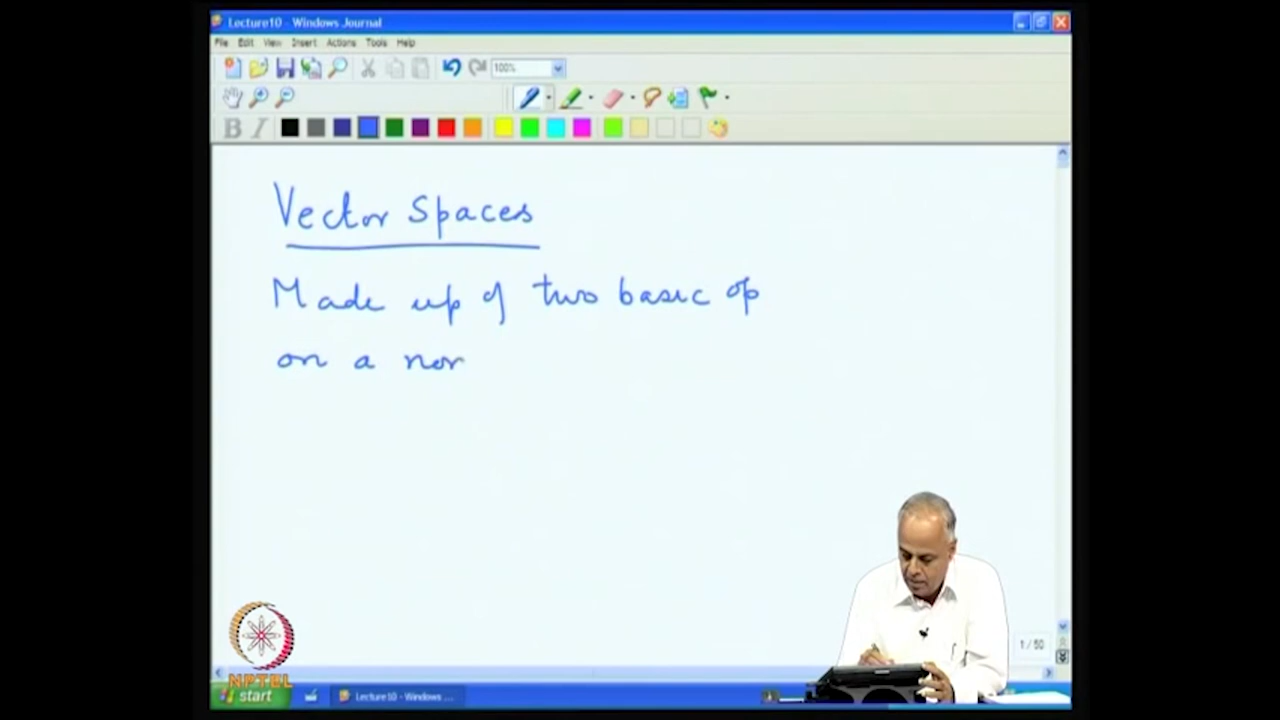 Lecture10 - Windows Journal
File Edit View Insert Actions Tools Help
100%
B I
Vector Spaces
Made up of two basic op
on a nor
1 / 50
NPTEL
start Lecture10 - Windows ...